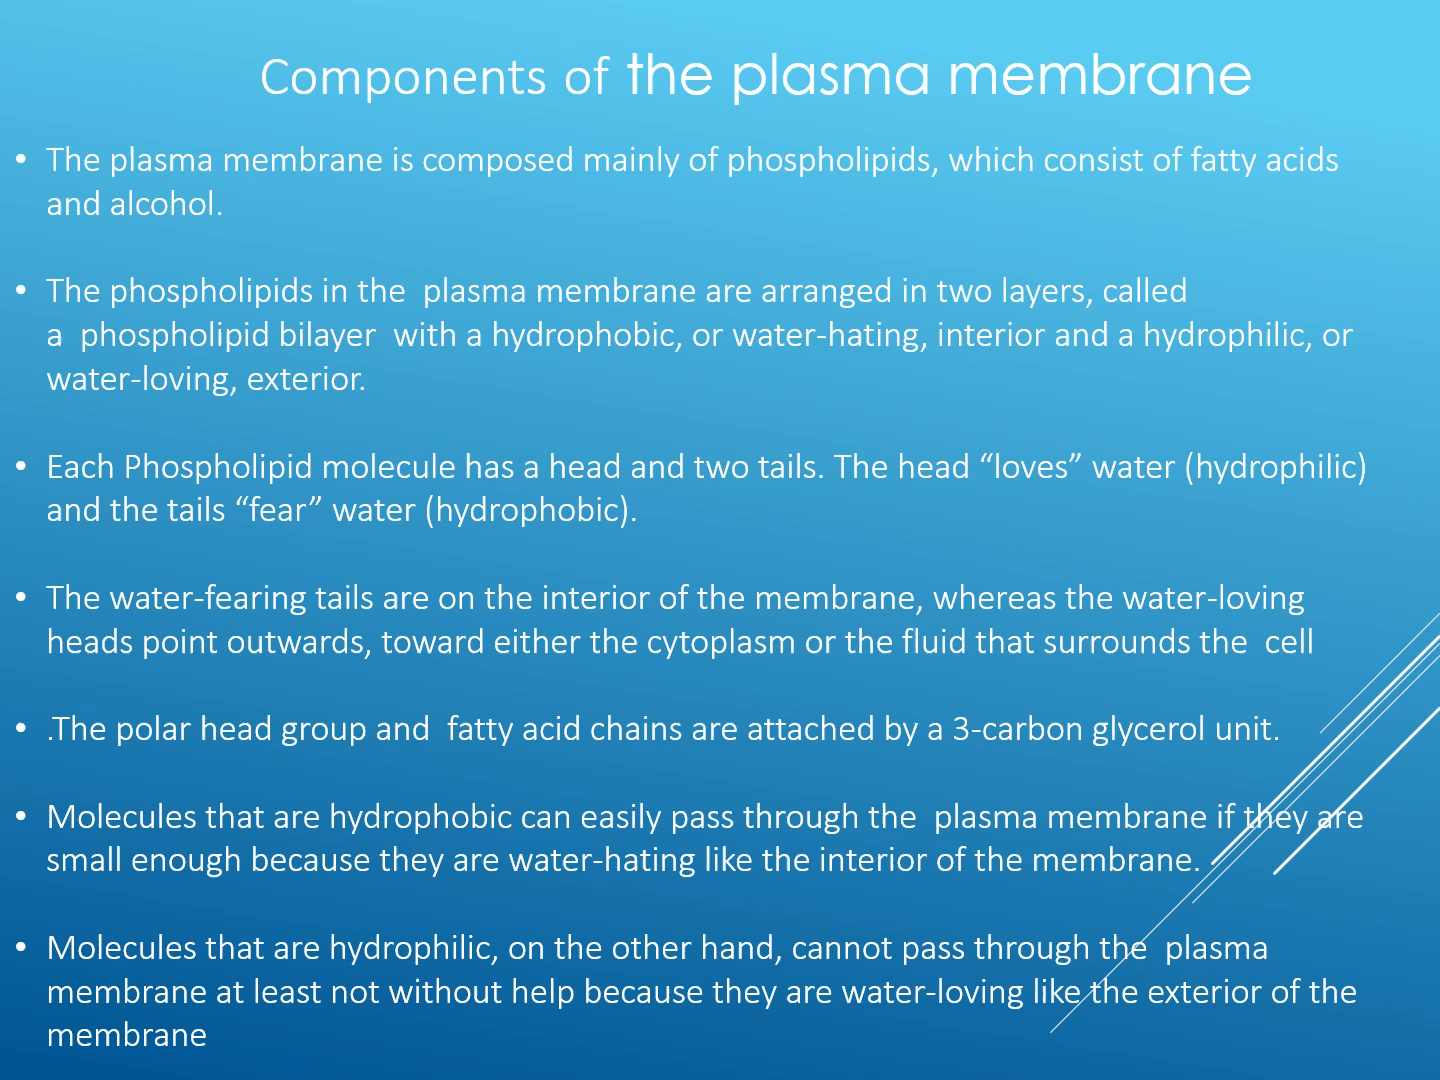 Components of the plasma membrane
• The plasma membrane is composed mainly of phospholipids, which consist of fatty acids
and alcohol.
• The phospholipids in the  plasma membrane are arranged in two layers, called
a  phospholipid bilayer  with a hydrophobic, or water-hating, interior and a hydrophilic, or
water-loving, exterior.
• Each Phospholipid molecule has a head and two tails. The head “loves” water (hydrophilic)
and the tails “fear” water (hydrophobic).
• The water-fearing tails are on the interior of the membrane, whereas the water-loving
heads point outwards, toward either the cytoplasm or the fluid that surrounds the  cell
• .The polar head group and  fatty acid chains are attached by a 3-carbon glycerol unit.
• Molecules that are hydrophobic can easily pass through the  plasma membrane if they are
small enough because they are water-hating like the interior of the membrane.
• Molecules that are hydrophilic, on the other hand, cannot pass through the  plasma
membrane at least not without help because they are water-loving like the exterior of the
membrane